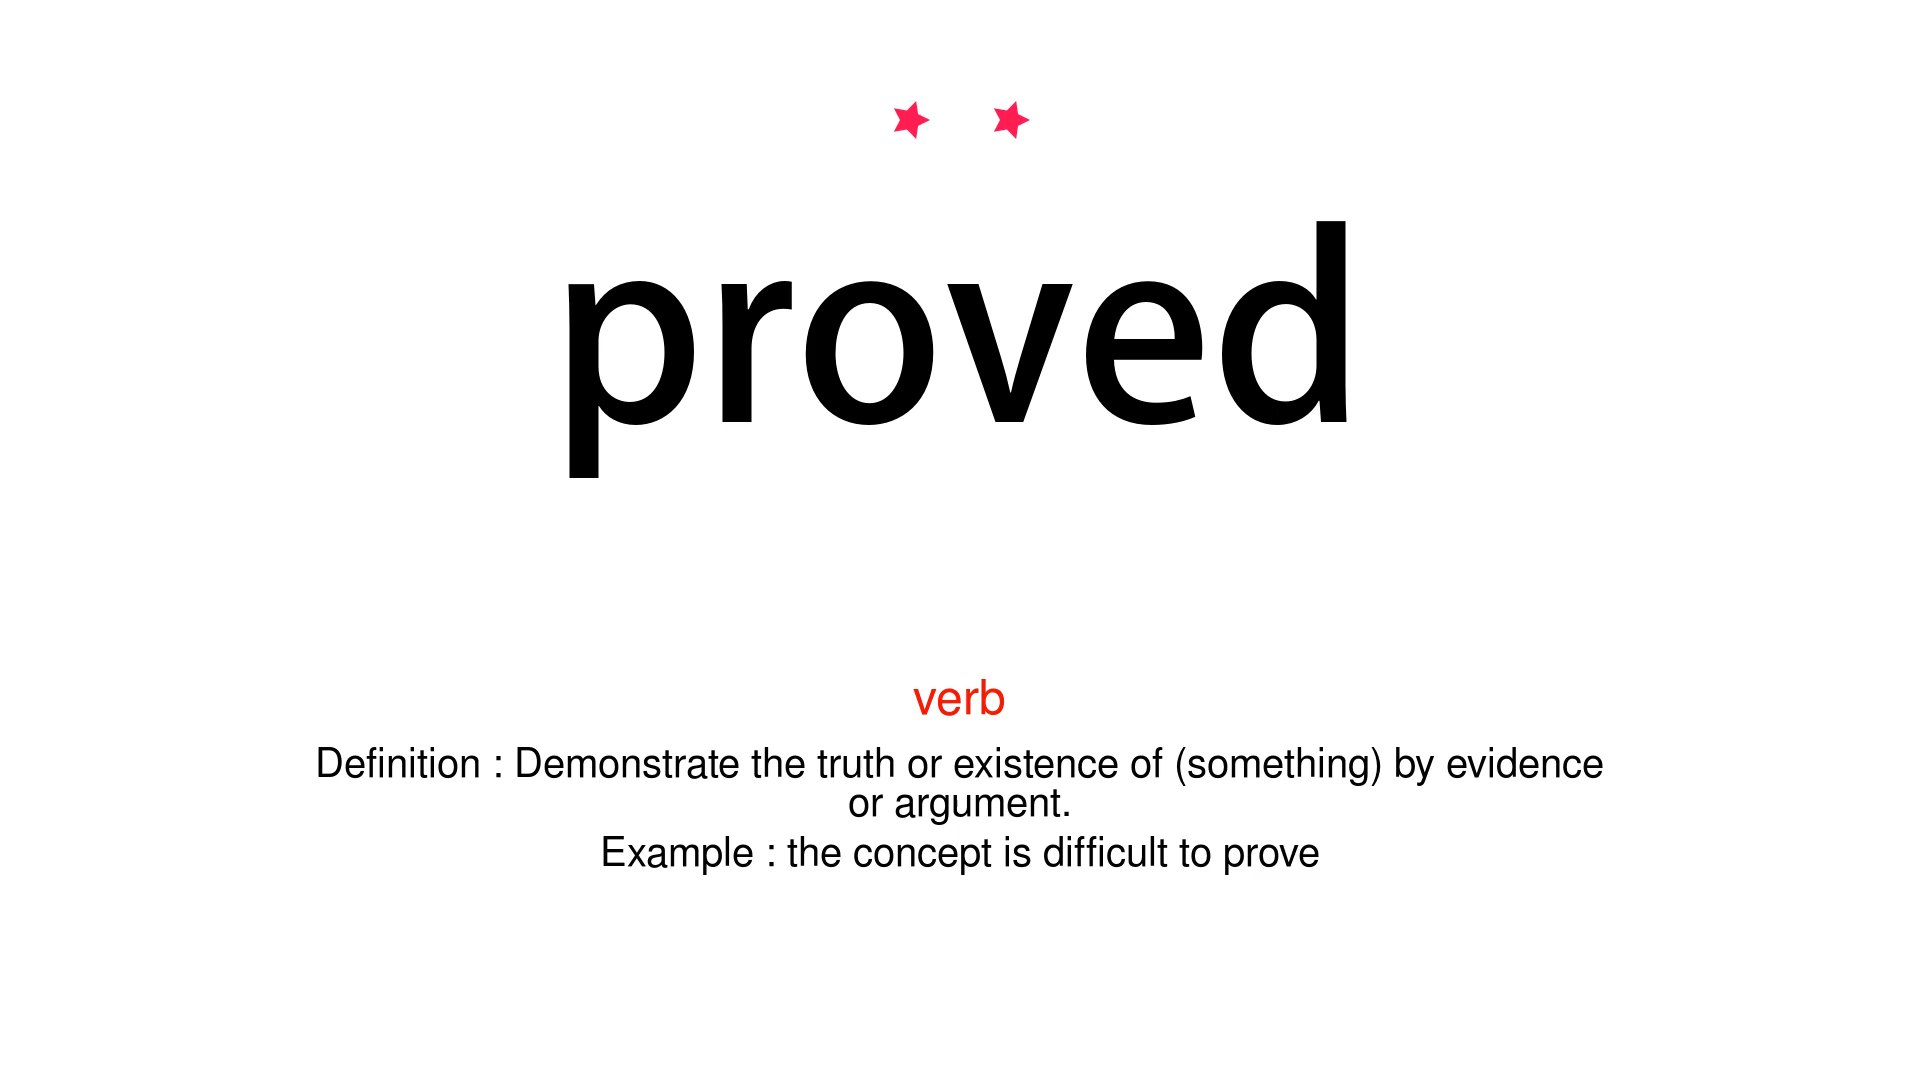 proved
verb
Definition : Demonstrate the truth or existence of (something) by evidence
or argument.
Example : the concept is difficult to prove